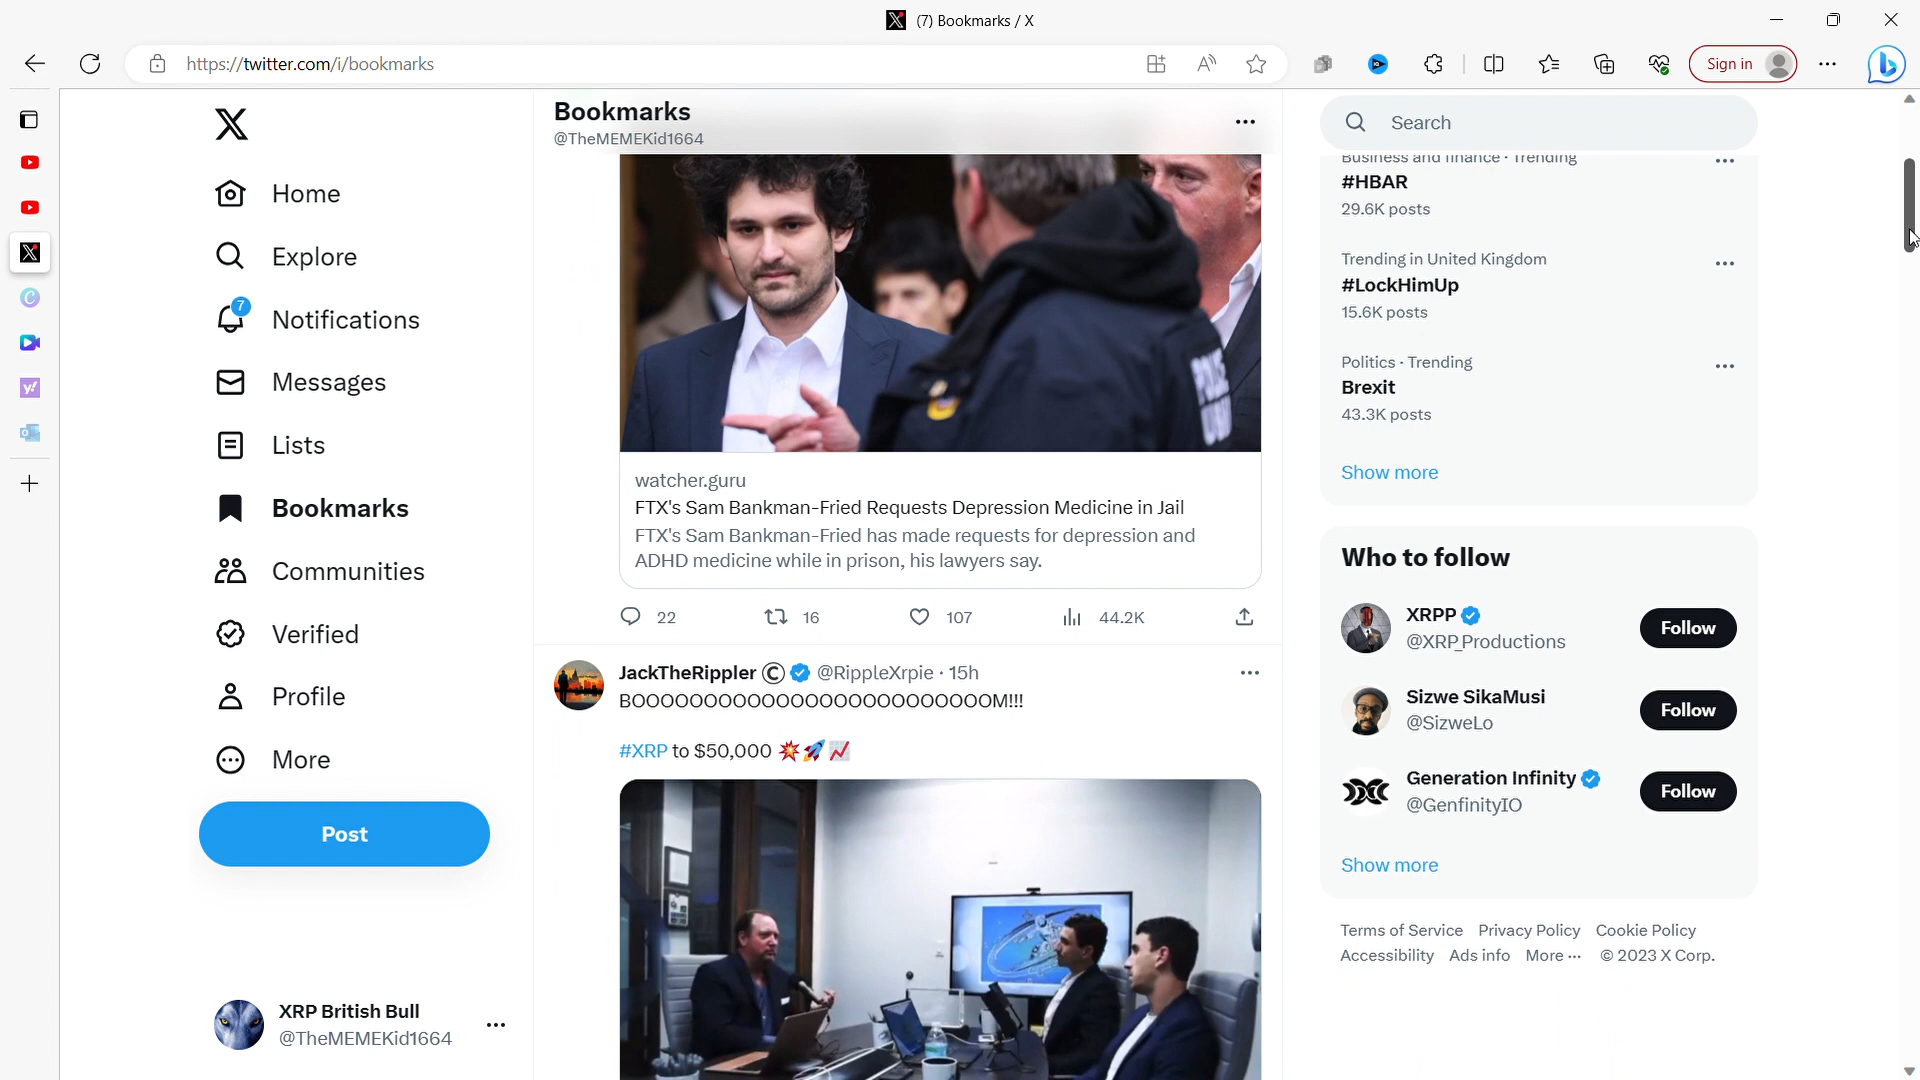 (7) Bookmarks / X
https://twitter.com/i/bookmarks
Sign in
Home
Explore
7
Notifications
Messages
Lists
Bookmarks
Communities
Verified
Profile
More
Post
XRP British Bull
@TheMEMEKid1664
Bookmarks
@TheMEMEKid1664
watcher.guru
FTX's Sam Bankman-Fried Requests Depression Medicine in Jail
FTX's Sam Bankman-Fried has made requests for depression and
ADHD medicine while in prison, his lawyers say.
22 16 107 44.2K
JackTheRippler © @RippleXrpie · 15h
BOOOOOOOOOOOOOOOOOOOOOOOOOM!!!
#XRP to $50,000 💥🚀📈
Search
Business and finance · Trending
#HBAR
29.6K posts
Trending in United Kingdom
#LockHimUp
15.6K posts
Politics · Trending
Brexit
43.3K posts
Show more
Who to follow
XRPP
@XRP_Productions
Follow
Sizwe SikaMusi
@SizweLo
Follow
Generation Infinity
@GenfinityIO
Follow
Show more
Terms of Service Privacy Policy Cookie Policy
Accessibility Ads info More ··· © 2023 X Corp.